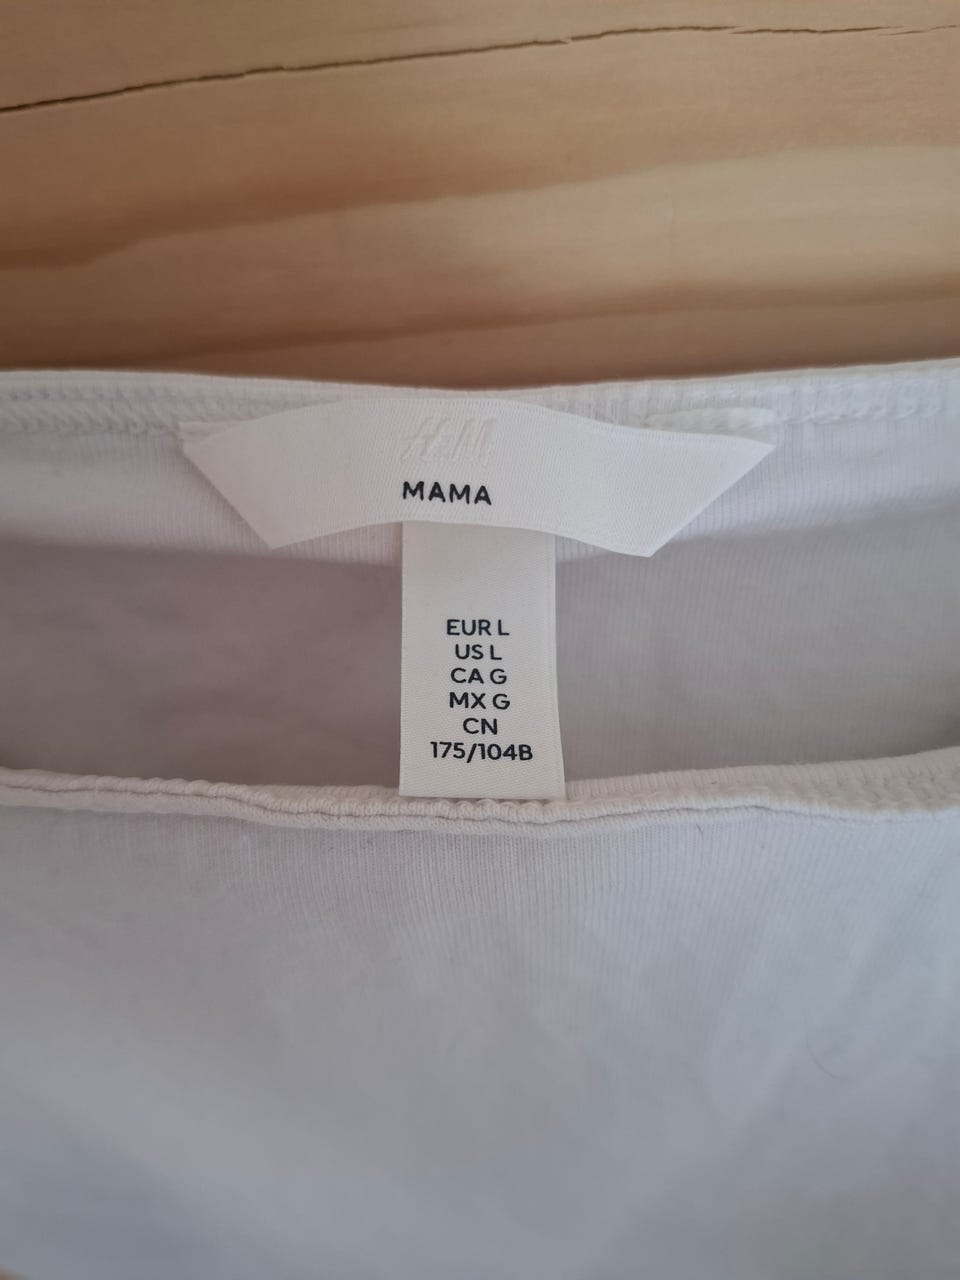 H&M
MAMA
EUR L
US L
CA G
MX G
CN
175/104B